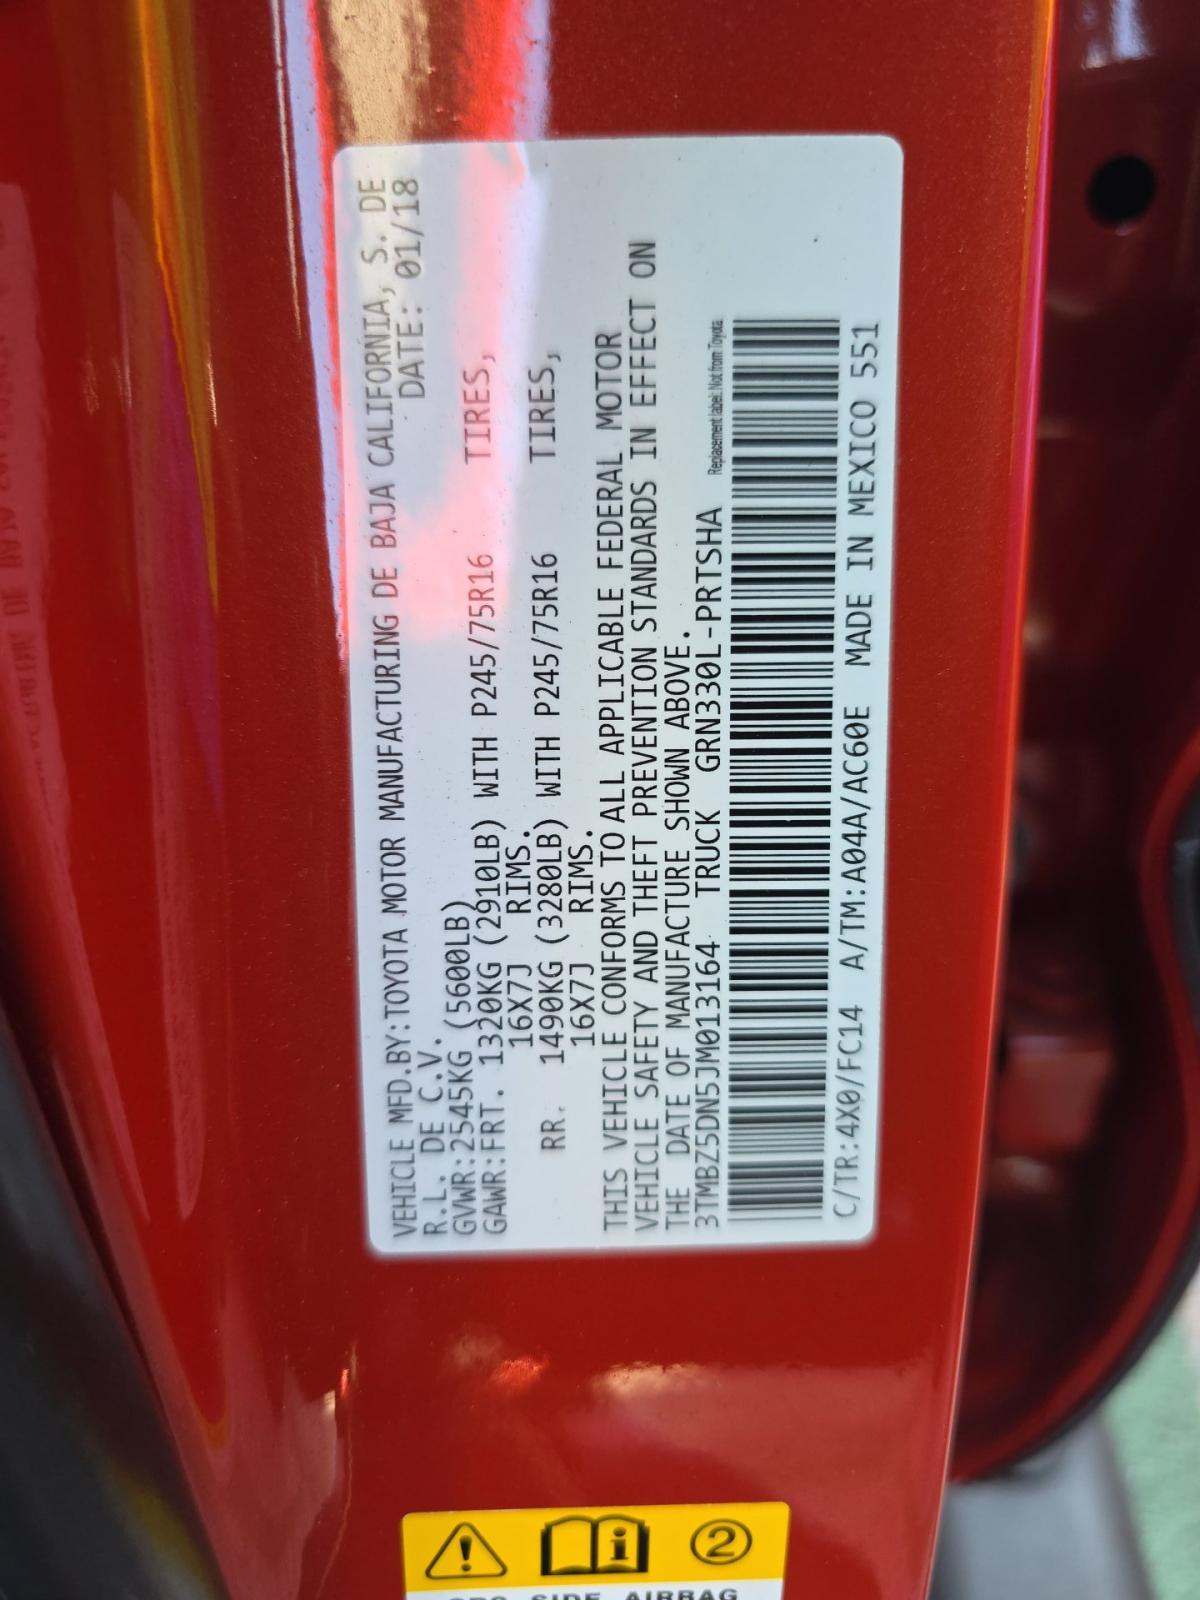 VEHICLE MFD.BY:TOYOTA MOTOR MANUFACTURING DE BAJA CALIFORNIA, S. DE
R.L. DE C.V. DATE: 01/18
GVWR:2545KG (5600LB)
GAWR:FRT. 1320KG (2910LB) WITH P245/75R16 TIRES,
16X7J RIMS.
RR. 1490KG (3280LB) WITH P245/75R16 TIRES,
16X7J RIMS.
THIS VEHICLE CONFORMS TO ALL APPLICABLE FEDERAL MOTOR
VEHICLE SAFETY AND THEFT PREVENTION STANDARDS IN EFFECT ON
THE DATE OF MANUFACTURE SHOWN ABOVE.
3TMBZ5DN5JM013164 TRUCK GRN330L-PRTSHA Replacement label: Not from Toyota
C/TR:4X0/FC14 A/TM:A04A/AC60E MADE IN MEXICO 551
2
SIDE AIRBAG